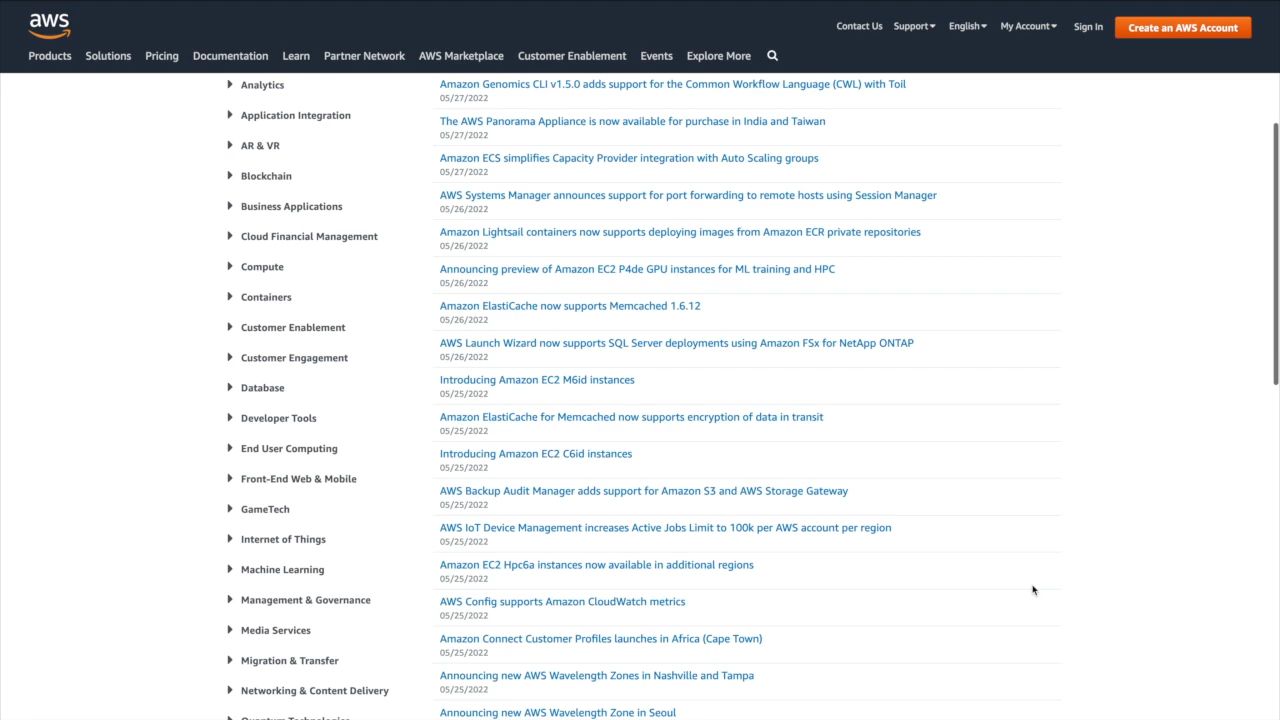 aws
Contact Us Support English My Account Sign In Create an AWS Account
Products Solutions Pricing Documentation Learn Partner Network AWS Marketplace Customer Enablement Events Explore More
Analytics
Application Integration
AR & VR
Blockchain
Business Applications
Cloud Financial Management
Compute
Containers
Customer Enablement
Customer Engagement
Database
Developer Tools
End User Computing
Front-End Web & Mobile
GameTech
Internet of Things
Machine Learning
Management & Governance
Media Services
Migration & Transfer
Networking & Content Delivery
Quantum Technologies
Amazon Genomics CLI v1.5.0 adds support for the Common Workflow Language (CWL) with Toil
05/27/2022
The AWS Panorama Appliance is now available for purchase in India and Taiwan
05/27/2022
Amazon ECS simplifies Capacity Provider integration with Auto Scaling groups
05/27/2022
AWS Systems Manager announces support for port forwarding to remote hosts using Session Manager
05/26/2022
Amazon Lightsail containers now supports deploying images from Amazon ECR private repositories
05/26/2022
Announcing preview of Amazon EC2 P4de GPU instances for ML training and HPC
05/26/2022
Amazon ElastiCache now supports Memcached 1.6.12
05/26/2022
AWS Launch Wizard now supports SQL Server deployments using Amazon FSx for NetApp ONTAP
05/26/2022
Introducing Amazon EC2 M6id instances
05/25/2022
Amazon ElastiCache for Memcached now supports encryption of data in transit
05/25/2022
Introducing Amazon EC2 C6id instances
05/25/2022
AWS Backup Audit Manager adds support for Amazon S3 and AWS Storage Gateway
05/25/2022
AWS IoT Device Management increases Active Jobs Limit to 100k per AWS account per region
05/25/2022
Amazon EC2 Hpc6a instances now available in additional regions
05/25/2022
AWS Config supports Amazon CloudWatch metrics
05/25/2022
Amazon Connect Customer Profiles launches in Africa (Cape Town)
05/25/2022
Announcing new AWS Wavelength Zones in Nashville and Tampa
05/25/2022
Announcing new AWS Wavelength Zone in Seoul